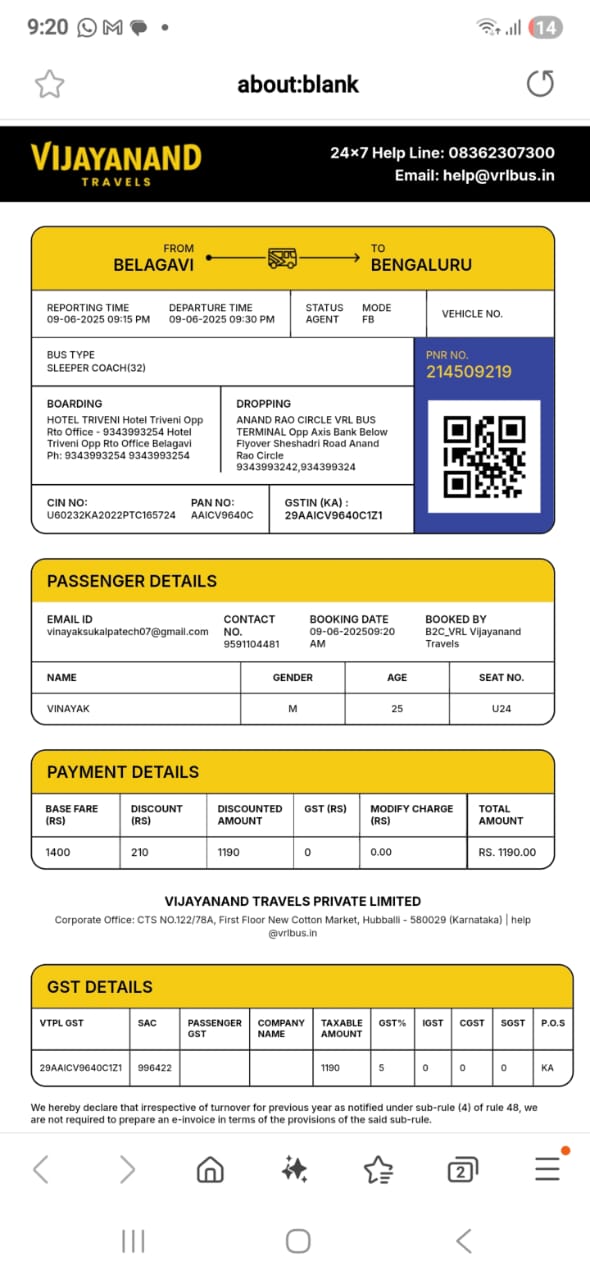 9:20
14
about:blank
VIJAYANAND
TRAVELS
24×7 Help Line: 08362307300
Email: help@vrlbus.in
FROM
BELAGAVI
TO
BENGALURU
REPORTING TIME
09-06-2025 09:15 PM
DEPARTURE TIME
09-06-2025 09:30 PM
STATUS
AGENT
MODE
FB
VEHICLE NO.
BUS TYPE
SLEEPER COACH(32)
PNR NO.
214509219
BOARDING
HOTEL TRIVENI Hotel Triveni Opp
Rto Office - 9343993254 Hotel
Triveni Opp Rto Office Belagavi
Ph: 9343993254 9343993254
DROPPING
ANAND RAO CIRCLE VRL BUS
TERMINAL Opp Axis Bank Below
Flyover Sheshadri Road Anand
Rao Circle
9343993242,934399324
CIN NO:
U60232KA2022PTC165724
PAN NO:
AAICV9640C
GSTIN (KA) :
29AAICV9640C1Z1
PASSENGER DETAILS
EMAIL ID
vinayaksukalpatech07@gmail.com
CONTACT
NO.
9591104481
BOOKING DATE
09-06-202509:20
AM
BOOKED BY
B2C_VRL Vijayanand
Travels
NAME GENDER AGE SEAT NO.
VINAYAK M 25 U24
PAYMENT DETAILS
BASE FARE
(RS)
DISCOUNT
(RS)
DISCOUNTED
AMOUNT
GST (RS)
MODIFY CHARGE
(RS)
TOTAL
AMOUNT
1400 210 1190 0 0.00 RS. 1190.00
VIJAYANAND TRAVELS PRIVATE LIMITED
Corporate Office: CTS NO.122/78A, First Floor New Cotton Market, Hubballi - 580029 (Karnataka) | help
@vrlbus.in
GST DETAILS
VTPL GST
SAC
PASSENGER
GST
COMPANY
NAME
TAXABLE
AMOUNT
GST%
IGST
CGST
SGST
P.O.S
29AAICV9640C1Z1 996422 1190 5 0 0 0 KA
We hereby declare that irrespective of turnover for previous year as notified under sub-rule (4) of rule 48, we
are not required to prepare an e-invoice in terms of the provisions of the said sub-rule.
2